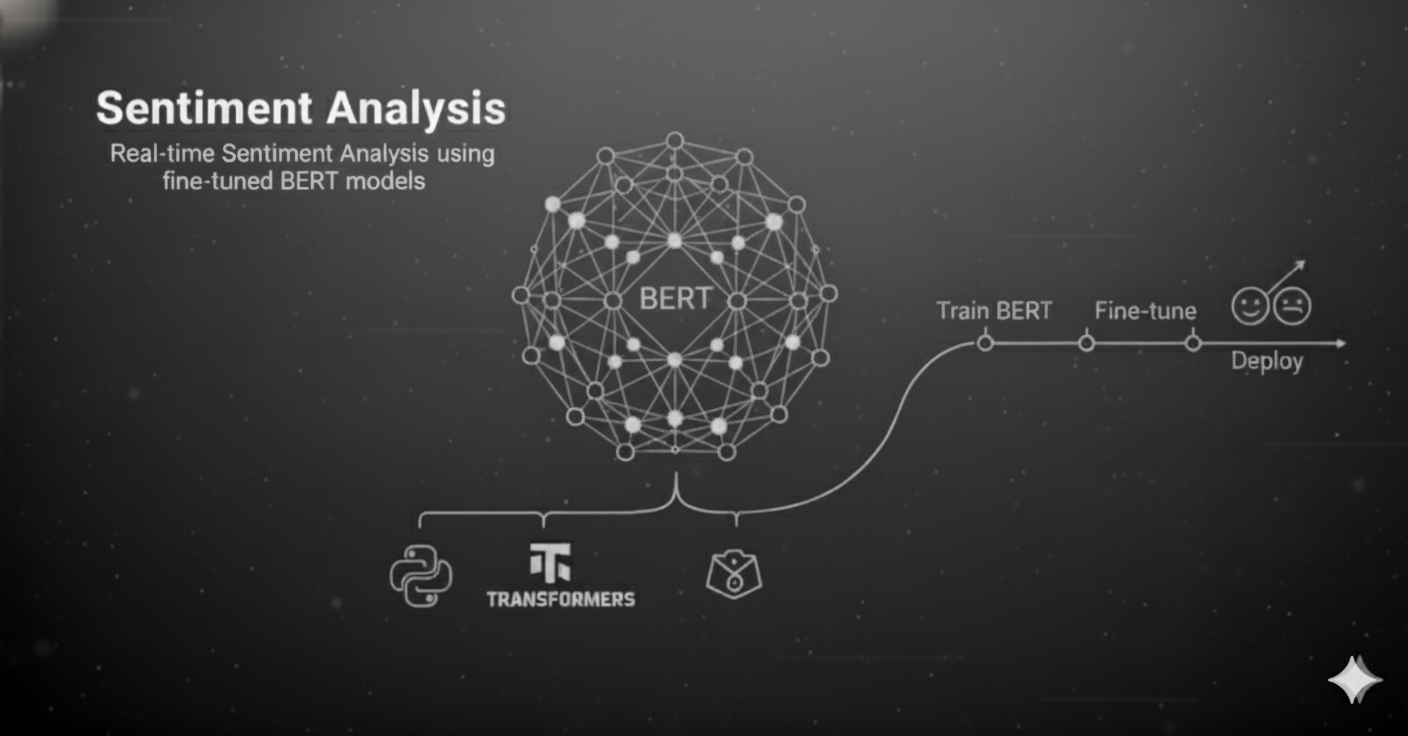 Sentiment Analysis
Real-time Sentiment Analysis using
fine-tuned BERT models
BERT
Train BERT
Fine-tune
Deploy
TRANSFORMERS